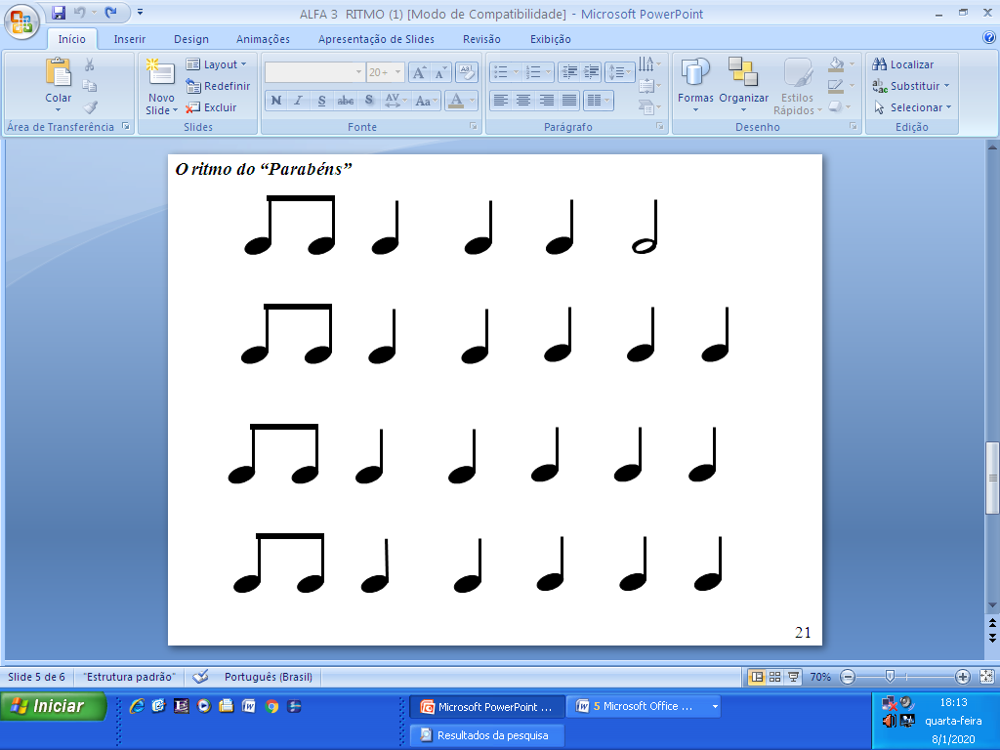 ALFA 3  RITMO (1) [Modo de Compatibilidade] - Microsoft PowerPoint
Início Inserir Design Animações Apresentação de Slides Revisão Exibição
Colar
Área de Transferência
Novo Slide
Layout
Redefinir
Excluir
Slides
20+
N I S abc S AV Aa A
Fonte
Parágrafo
Formas Organizar Estilos Rápidos
Desenho
Localizar
Substituir
Selecionar
Edição
O ritmo do “Parabéns”
21
Slide 5 de 6 "Estrutura padrão" Português (Brasil) 70%
Iniciar
Microsoft PowerPoint ...
5 Microsoft Office ...
Resultados da pesquisa
18:13
quarta-feira
8/1/2020